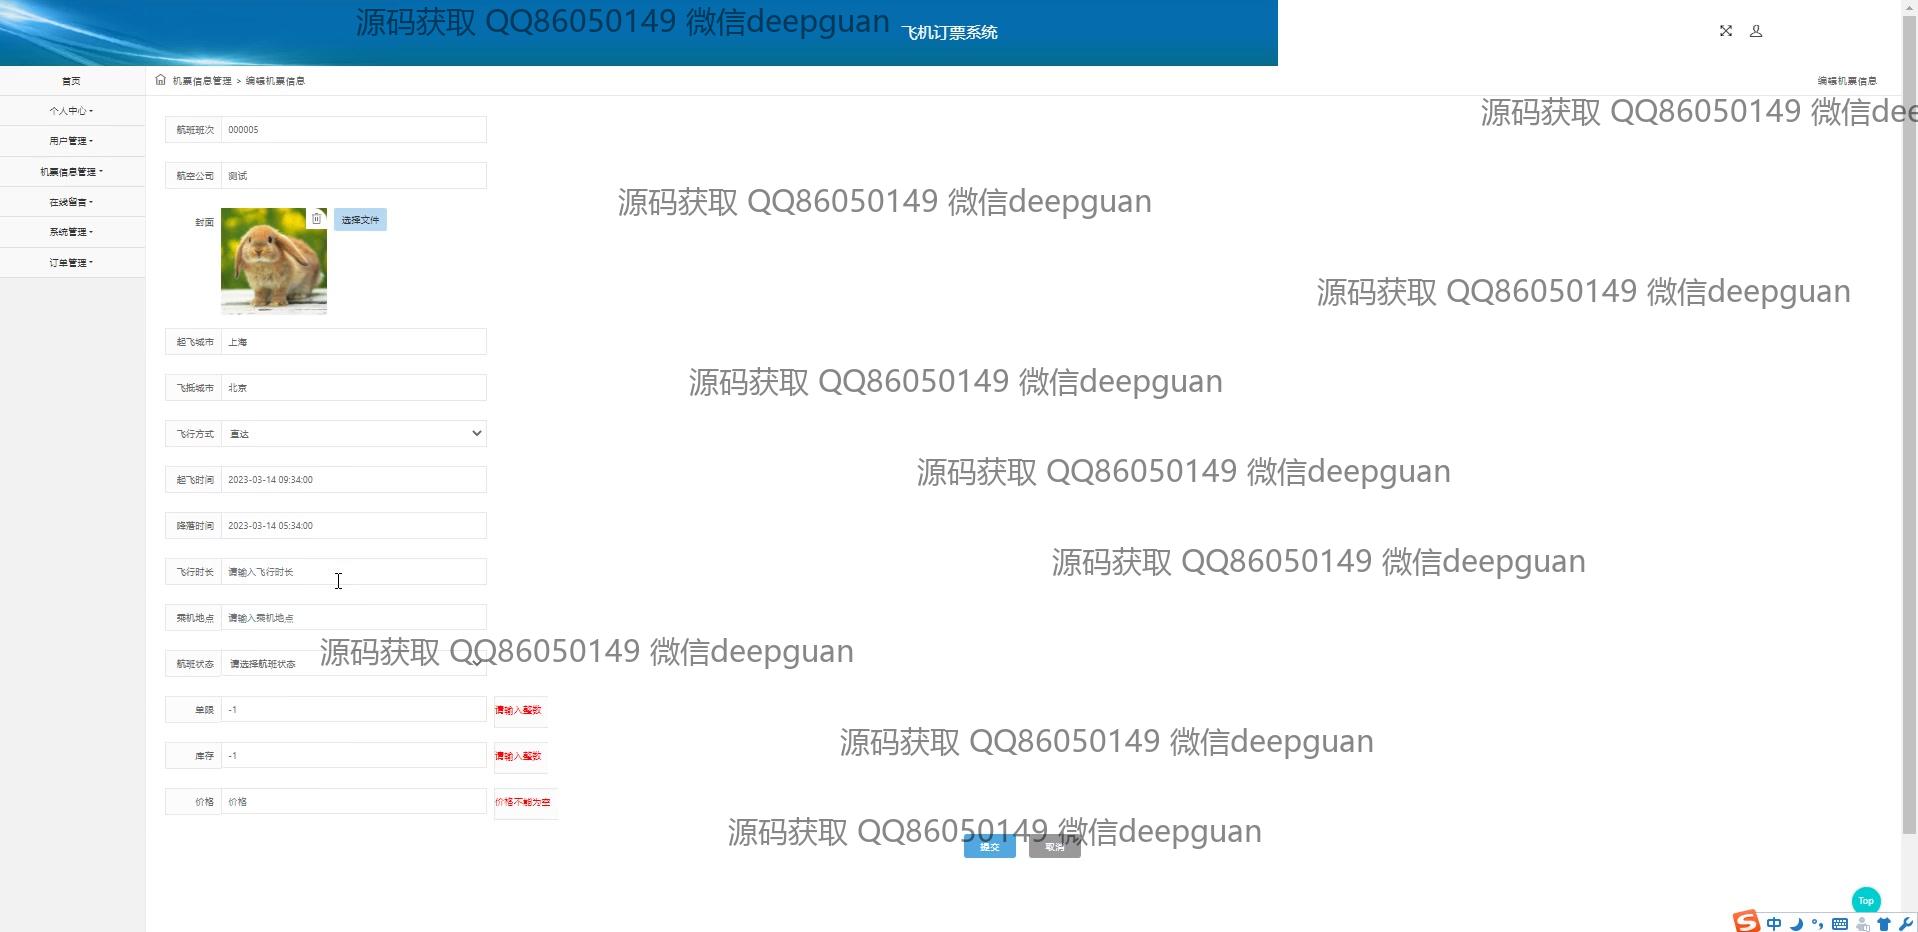 源码获取 QQ86050149 微信deepguan
飞机订票系统
首页
机票信息管理 > 编辑机票信息
编辑机票信息
个人中心
用户管理
机票信息管理
在线留言
系统管理
订单管理
源码获取 QQ86050149 微信dee
航班班次 000005
航空公司 测试
源码获取 QQ86050149 微信deepguan
封面
选择文件
源码获取 QQ86050149 微信deepguan
起飞城市 上海
飞抵城市 北京
源码获取 QQ86050149 微信deepguan
飞行方式 直达
起飞时间 2023-03-14 09:34:00
源码获取 QQ86050149 微信deepguan
降落时间 2023-03-14 05:34:00
飞行时长 请输入飞行时长
源码获取 QQ86050149 微信deepguan
乘机地点 请输入乘机地点
航班状态 请选择航班状态
源码获取 QQ86050149 微信deepguan
单限 -1 请输入整数
库存 -1 请输入整数
源码获取 QQ86050149 微信deepguan
价格 价格 价格不能为空
源码获取 QQ86050149 微信deepguan
提交 取消
Top
中